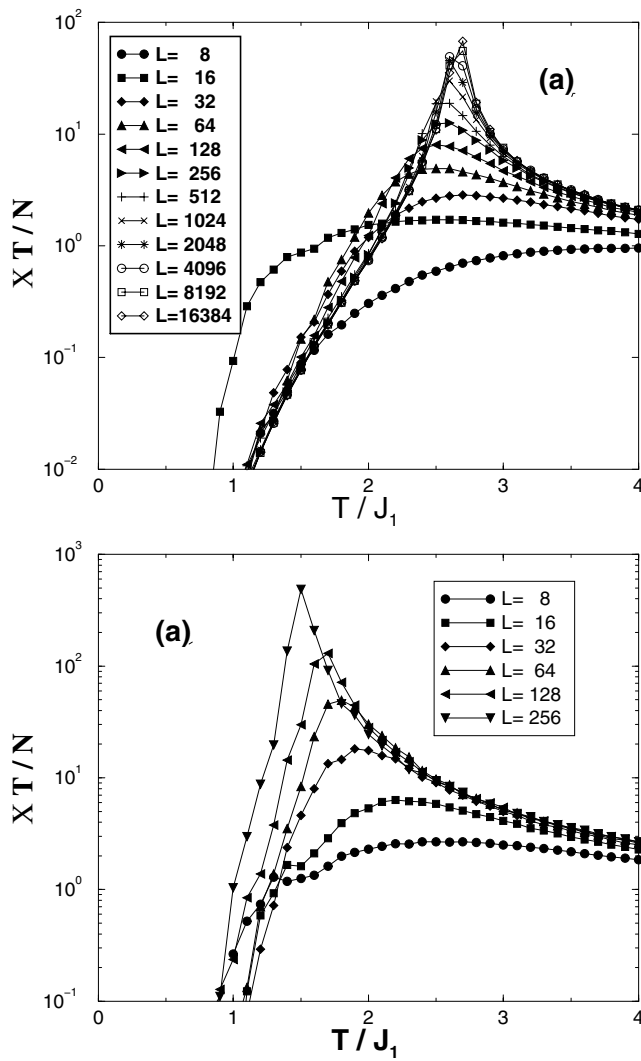 10²
10¹
10⁰
10⁻¹
10⁻²
X T / N
L= 8
L= 16
L= 32
L= 64
L= 128
L= 256
L= 512
L= 1024
L= 2048
L= 4096
L= 8192
L=16384
(a)
0 1 2 3 4
T / J₁
10³
10²
10¹
10⁰
10⁻¹
X T / N
(a)
L= 8
L= 16
L= 32
L= 64
L= 128
L= 256
0 1 2 3 4
T / J₁